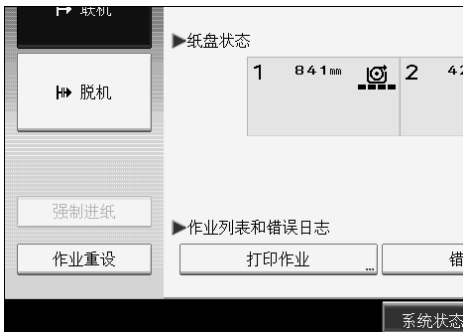 联机
▶纸盘状态
1 841mm 2
脱机
强制进纸
▶作业列表和错误日志
作业重设 打印作业 错
系统状态